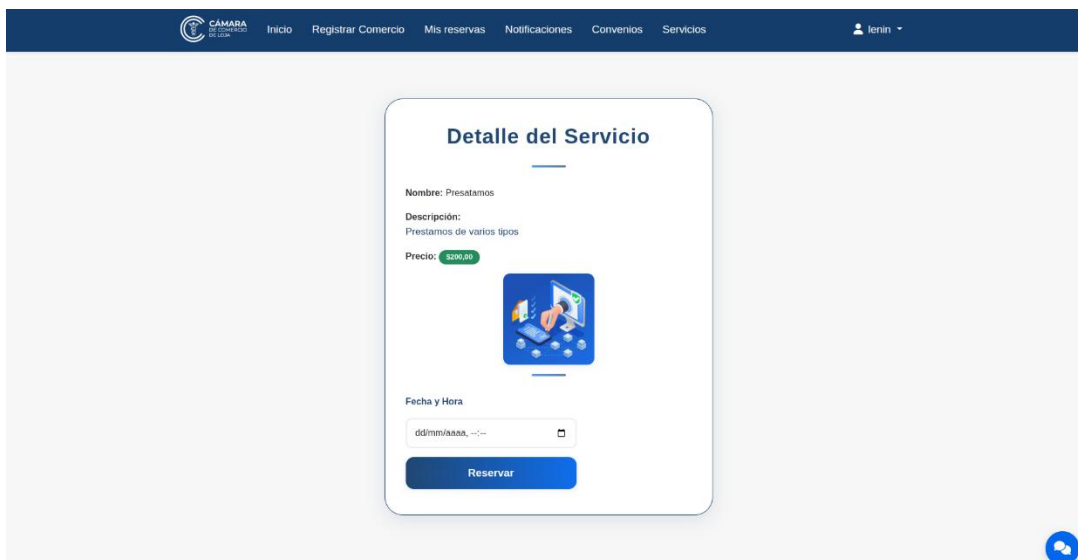 CÁMARA
DE COMERCIO
DE LOJA
Inicio Registrar Comercio Mis reservas Notificaciones Convenios Servicios lenin
Detalle del Servicio
Nombre: Presatamos
Descripción:
Prestamos de varios tipos
Precio: $200,00
Fecha y Hora
dd/mm/aaaa, --:--
Reservar